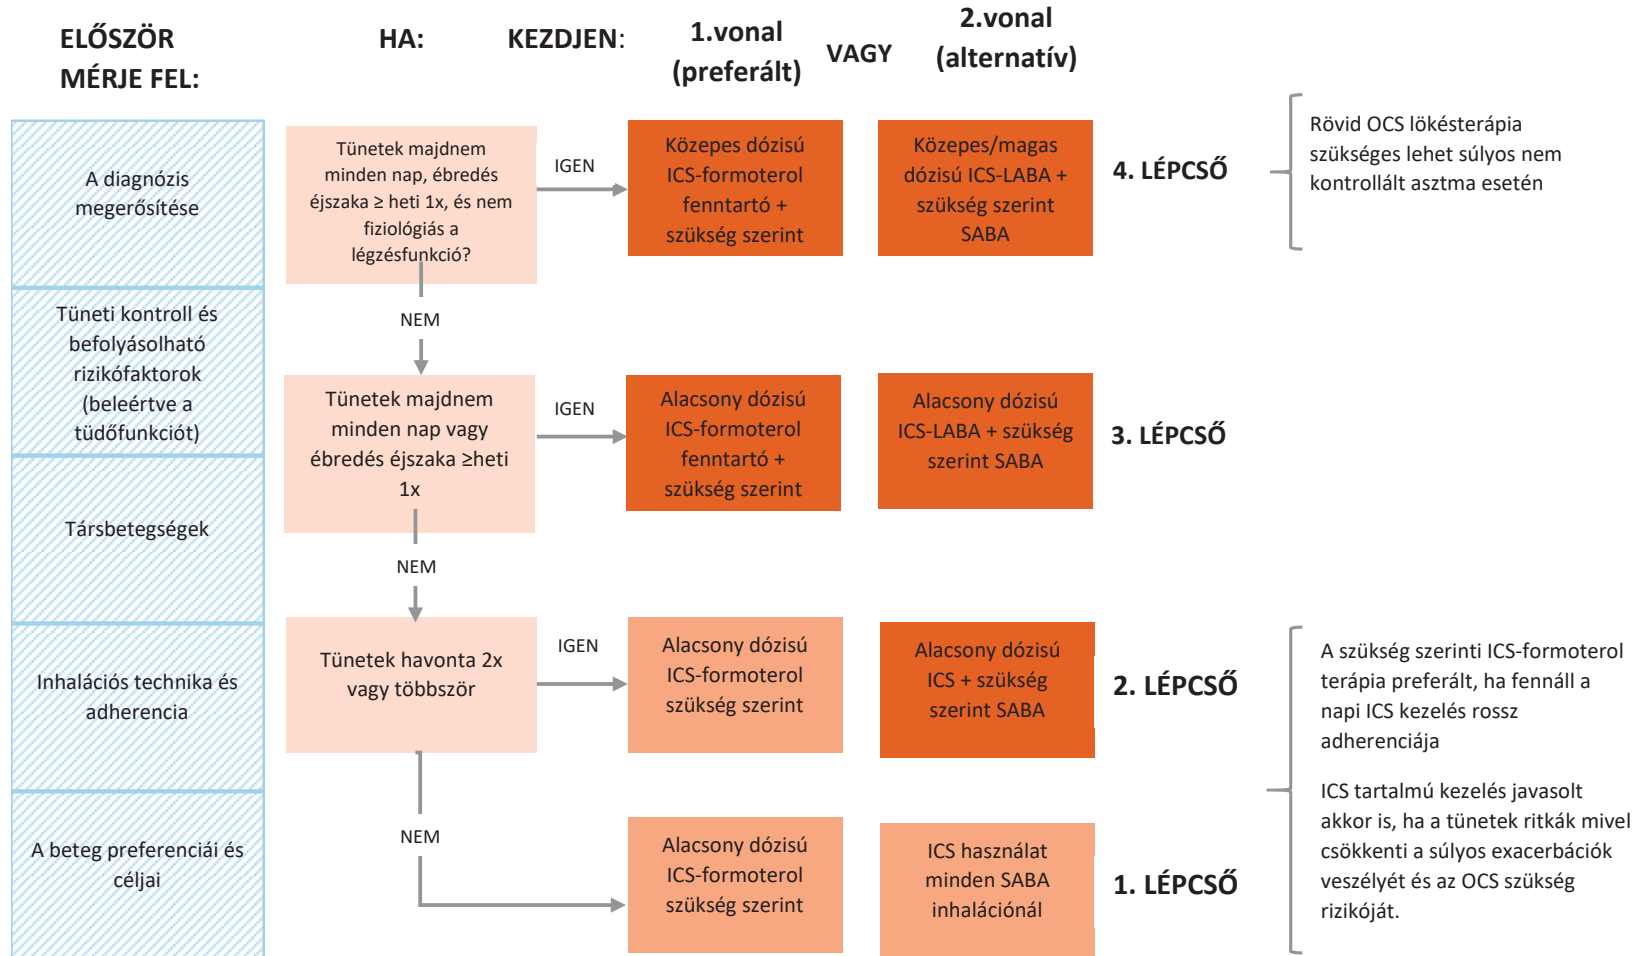 ELŐSZÖR
MÉRJE FEL:
HA:
KEZDJEN:
1.vonal
(preferált)
VAGY
2.vonal
(alternatív)
A diagnózis
megerősítése
Tüneti kontroll és
befolyásolható
rizikófaktorok
(beleértve a
tüdőfunkciót)
Társbetegségek
Inhalációs technika és
adherencia
A beteg preferenciái és
céljai
Tünetek majdnem
minden nap, ébredés
éjszaka ≥ heti 1x, és nem
fiziológiás a
légzésfunkció?
IGEN
Közepes dózisú
ICS-formoterol
fenntartó +
szükség szerint
Közepes/magas
dózisú ICS-LABA +
szükség szerint
SABA
4. LÉPCSŐ
Rövid OCS lökésterápia
szükséges lehet súlyos nem
kontrollált asztma esetén
NEM
Tünetek majdnem
minden nap vagy
ébredés éjszaka ≥heti
1x
IGEN
Alacsony dózisú
ICS-formoterol
fenntartó +
szükség szerint
Alacsony dózisú
ICS-LABA + szükség
szerint SABA
3. LÉPCSŐ
NEM
Tünetek havonta 2x
vagy többször
IGEN
Alacsony dózisú
ICS-formoterol
szükség szerint
Alacsony dózisú
ICS + szükség
szerint SABA
2. LÉPCSŐ
NEM
Alacsony dózisú
ICS-formoterol
szükség szerint
ICS használat
minden SABA
inhalációnál
1. LÉPCSŐ
A szükség szerinti ICS-formoterol
terápia preferált, ha fennáll a
napi ICS kezelés rossz
adherenciája
ICS tartalmú kezelés javasolt
akkor is, ha a tünetek ritkák mivel
csökkenti a súlyos exacerbációk
veszélyét és az OCS szükség
rizikóját.